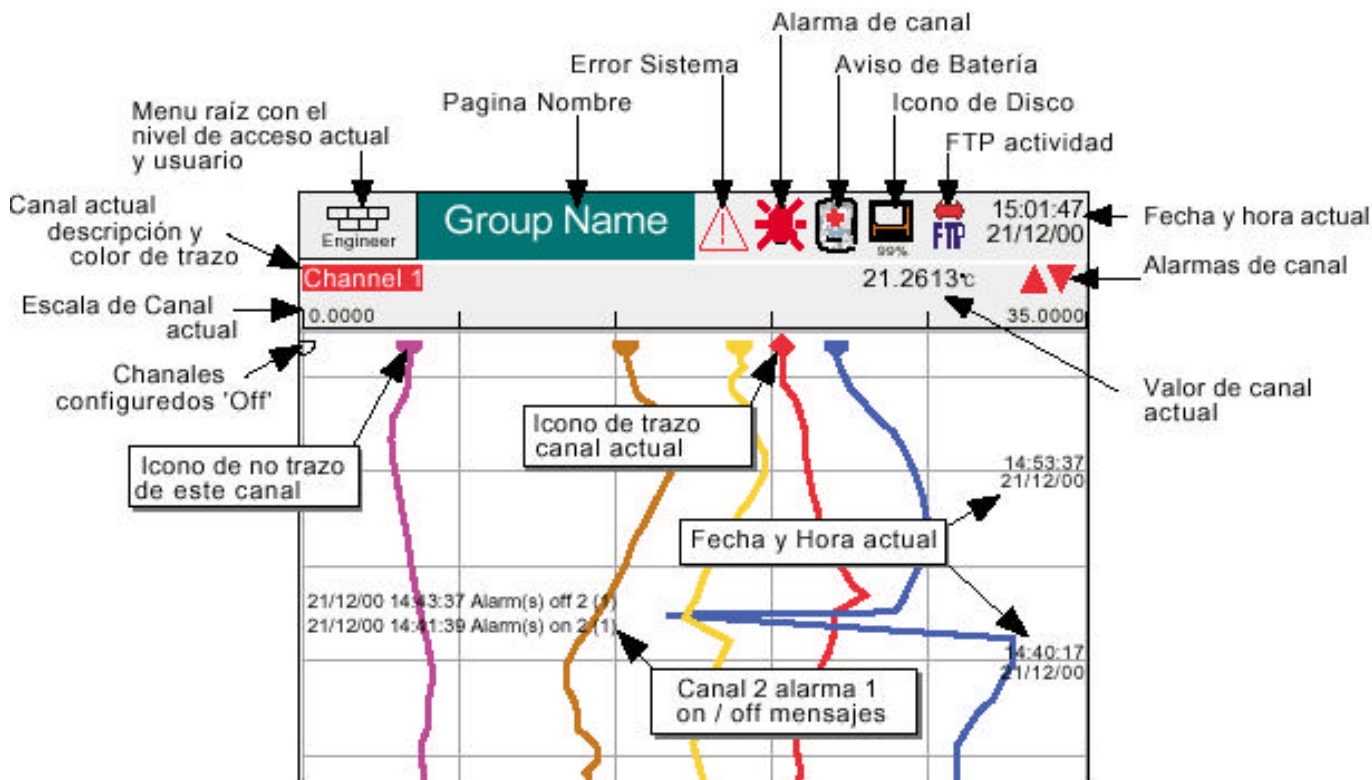 Alarma de canal
Error Sistema
Aviso de Batería
Menu raíz con el
nivel de acceso actual
y usuario
Pagina Nombre
Icono de Disco
FTP actividad
Canal actual
descripción y
color de trazo
Engineer
Group Name
99%
FTP
15:01:47
21/12/00
Fecha y hora actual
Channel 1
21.2613°C
Alarmas de canal
Escala de Canal
actual
0.0000
35.0000
Chanales
configuredos 'Off'
Valor de canal
actual
Icono de trazo
canal actual
Icono de no trazo
de este canal
14:53:37
21/12/00
Fecha y Hora actual
21/12/00 14:43:37 Alarm(s) off 2 (1)
21/12/00 14:41:39 Alarm(s) on 2 (1)
14:40:17
21/12/00
Canal 2 alarma 1
on / off mensajes